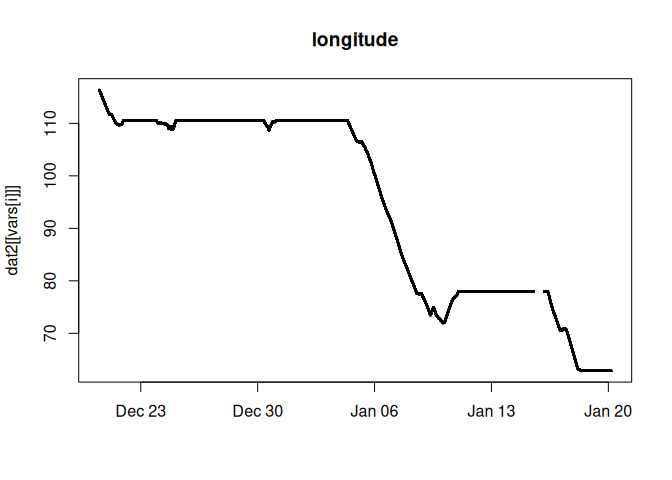 longitude
dat2[[vars[i]]]
110
100
90
80
70
Dec 23
Dec 30
Jan 06
Jan 13
Jan 20